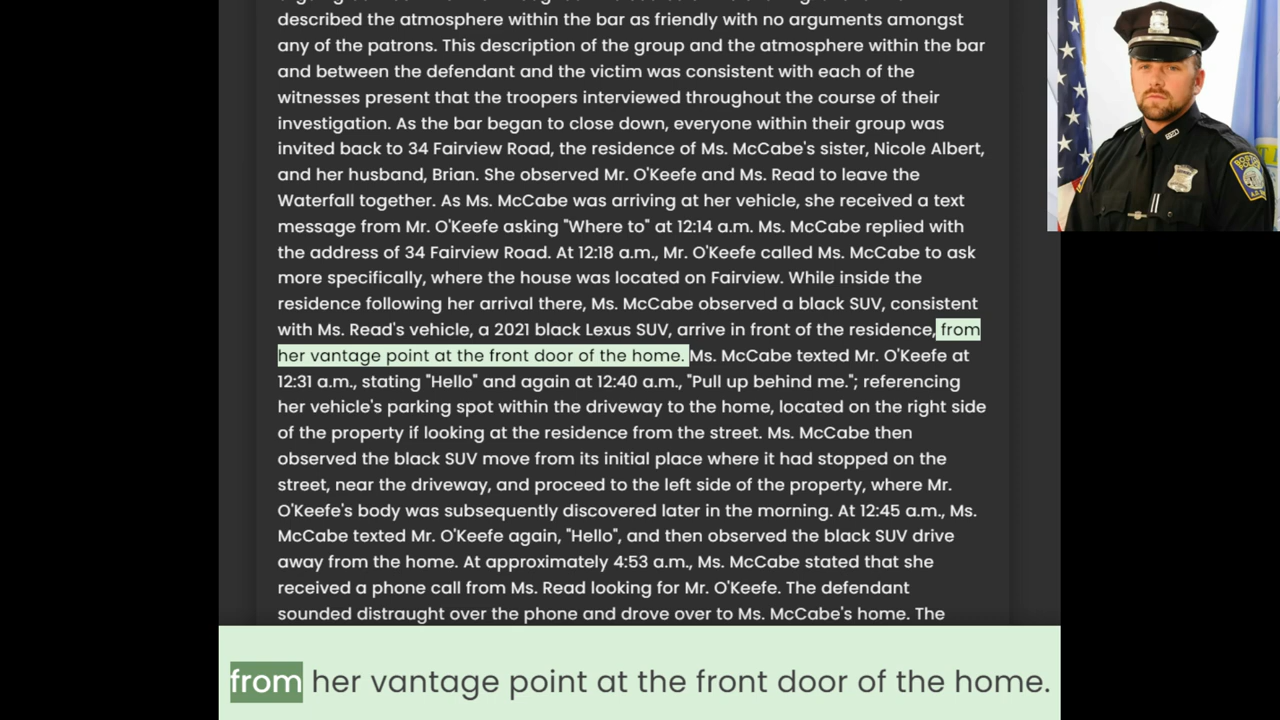 described the atmosphere within the bar as friendly with no arguments amongst
any of the patrons. This description of the group and the atmosphere within the bar
and between the defendant and the victim was consistent with each of the
witnesses present that the troopers interviewed throughout the course of their
investigation. As the bar began to close down, everyone within their group was
invited back to 34 Fairview Road, the residence of Ms. McCabe's sister, Nicole Albert,
and her husband, Brian. She observed Mr. O'Keefe and Ms. Read to leave the
Waterfall together. As Ms. McCabe was arriving at her vehicle, she received a text
message from Mr. O'Keefe asking "Where to" at 12:14 a.m. Ms. McCabe replied with
the address of 34 Fairview Road. At 12:18 a.m., Mr. O'Keefe called Ms. McCabe to ask
more specifically, where the house was located on Fairview. While inside the
residence following her arrival there, Ms. McCabe observed a black SUV, consistent
with Ms. Read's vehicle, a 2021 black Lexus SUV, arrive in front of the residence, from
her vantage point at the front door of the home. Ms. McCabe texted Mr. O'Keefe at
12:31 a.m., stating "Hello" and again at 12:40 a.m., "Pull up behind me."; referencing
her vehicle's parking spot within the driveway to the home, located on the right side
of the property if looking at the residence from the street. Ms. McCabe then
observed the black SUV move from its initial place where it had stopped on the
street, near the driveway, and proceed to the left side of the property, where Mr.
O'Keefe's body was subsequently discovered later in the morning. At 12:45 a.m., Ms.
McCabe texted Mr. O'Keefe again, "Hello", and then observed the black SUV drive
away from the home. At approximately 4:53 a.m., Ms. McCabe stated that she
received a phone call from Ms. Read looking for Mr. O'Keefe. The defendant
sounded distraught over the phone and drove over to Ms. McCabe's home. The
from her vantage point at the front door of the home.